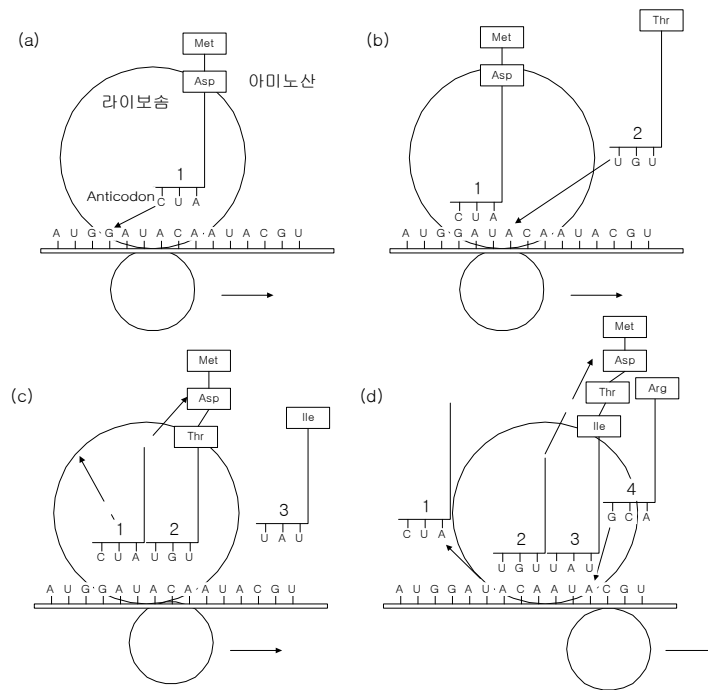 (a)
Met
Asp
아미노산
라이보솜
1
Anticodon
C U A
A U G G A U A C A A U A C G U
(b)
Met
Asp
Thr
2
U G U
1
C U A
A U G G A U A C A A U A C G U
(c)
Met
Asp
Thr
Ile
1
2
3
C U A U G U
U A U
A U G G A U A C A A U A C G U
(d)
Met
Asp
Thr
Arg
Ile
1
C U A
2
3
4
U G U U A U
G C A
A U G G A U A C A A U A C G U